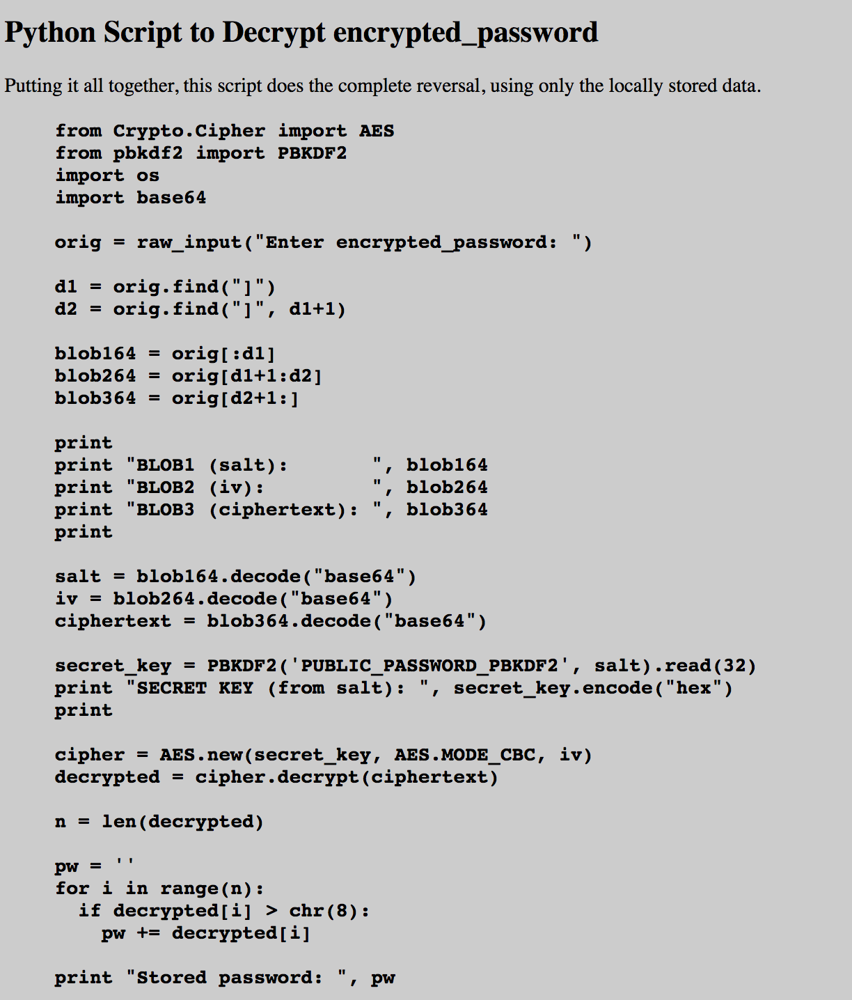 Python Script to Decrypt encrypted_password
Putting it all together, this script does the complete reversal, using only the locally stored data.
from Crypto.Cipher import AES
from pbkdf2 import PBKDF2
import os
import base64
orig = raw_input("Enter encrypted_password: ")
d1 = orig.find("]")
d2 = orig.find("]", d1+1)
blob164 = orig[:d1]
blob264 = orig[d1+1:d2]
blob364 = orig[d2+1:]
print
print "BLOB1 (salt):       ", blob164
print "BLOB2 (iv):         ", blob264
print "BLOB3 (ciphertext): ", blob364
print
salt = blob164.decode("base64")
iv = blob264.decode("base64")
ciphertext = blob364.decode("base64")
secret_key = PBKDF2('PUBLIC_PASSWORD_PBKDF2', salt).read(32)
print "SECRET KEY (from salt): ", secret_key.encode("hex")
print
cipher = AES.new(secret_key, AES.MODE_CBC, iv)
decrypted = cipher.decrypt(ciphertext)
n = len(decrypted)
pw = ''
for i in range(n):
  if decrypted[i] > chr(8):
    pw += decrypted[i]
print "Stored password: ", pw